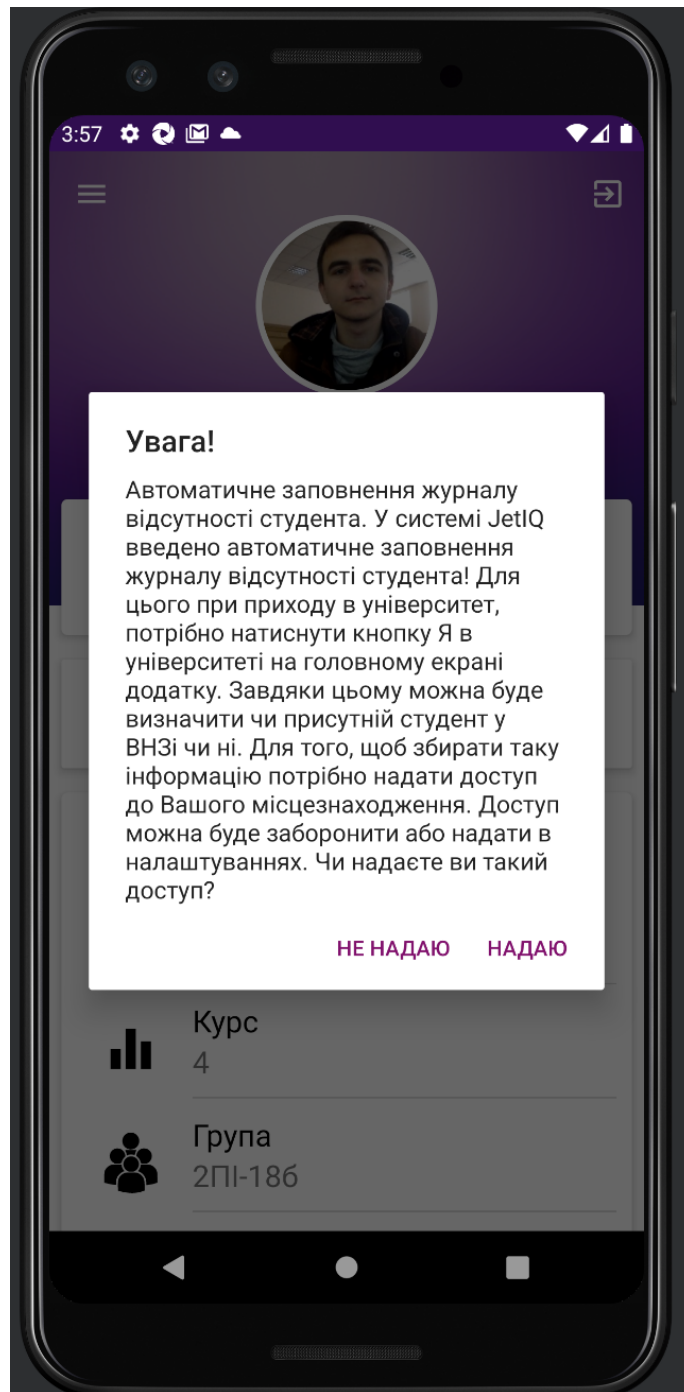 3:57
Увага!
Автоматичне заповнення журналу
відсутності студента. У системі JetIQ
введено автоматичне заповнення
журналу відсутності студента! Для
цього при приходу в університет,
потрібно натиснути кнопку Я в
університеті на головному екрані
додатку. Завдяки цьому можна буде
визначити чи присутній студент у
ВНЗі чи ні. Для того, щоб збирати таку
інформацію потрібно надати доступ
до Вашого місцезнаходження. Доступ
можна буде заборонити або надати в
налаштуваннях. Чи надаєте ви такий
доступ?
НЕ НАДАЮ НАДАЮ
Курс
4
Група
2ПІ-18б